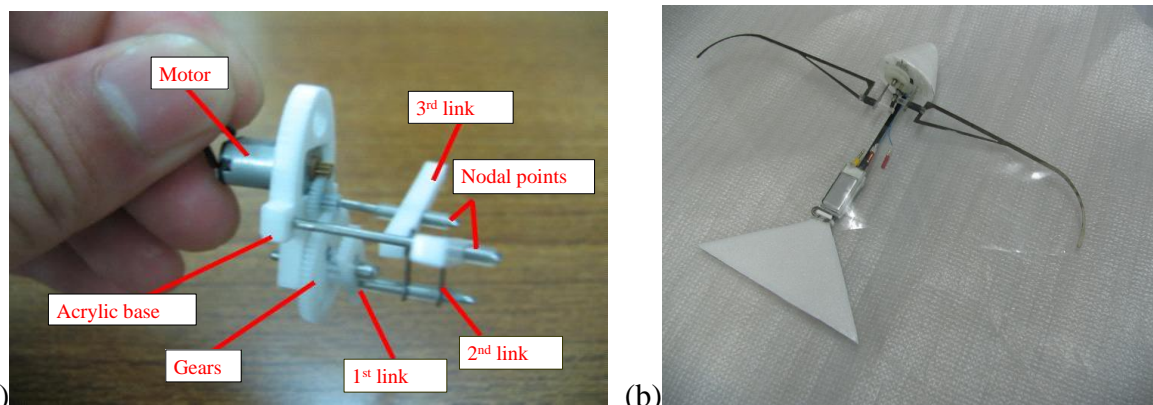 Motor
3rd link
Nodal points
Acrylic base
Gears
1st link
2nd link
)
(b)